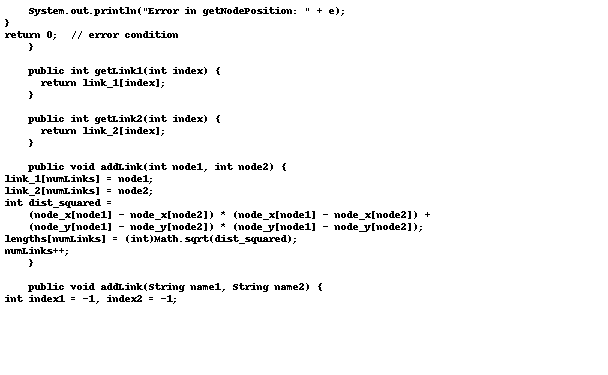 System.out.println("Error in getNodePosition: " + e);
}
return 0;  // error condition
    }

    public int getLink1(int index) {
      return link_1[index];
    }

    public int getLink2(int index) {
      return link_2[index];
    }

    public void addLink(int node1, int node2) {
link_1[numLinks] = node1;
link_2[numLinks] = node2;
int dist_squared =
    (node_x[node1] - node_x[node2]) * (node_x[node1] - node_x[node2]) +
    (node_y[node1] - node_y[node2]) * (node_y[node1] - node_y[node2]);
lengths[numLinks] = (int)Math.sqrt(dist_squared);
numLinks++;
    }

    public void addLink(String name1, String name2) {
int index1 = -1, index2 = -1;